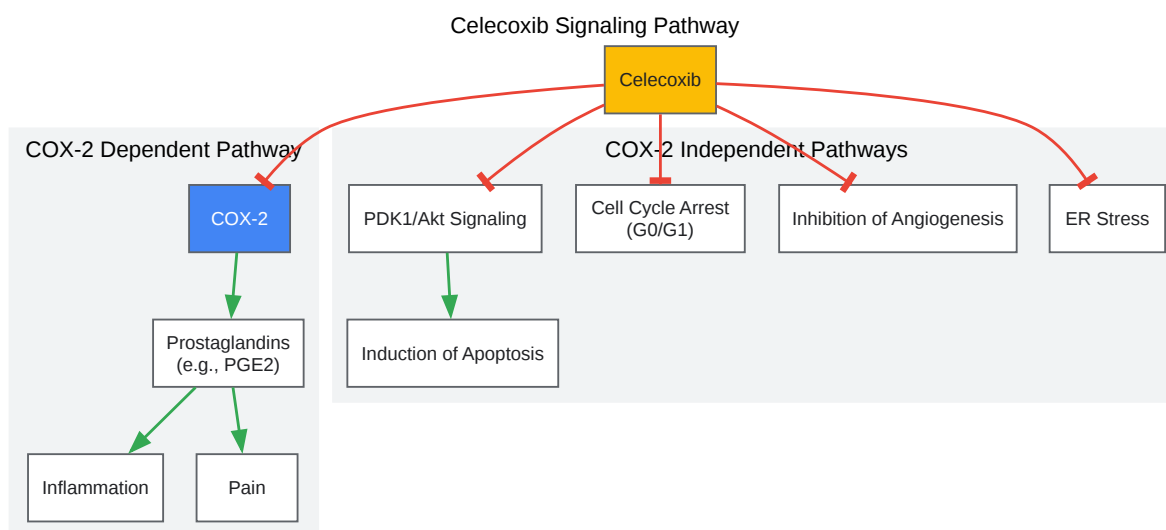 Celecoxib Signaling Pathway
Celecoxib
COX-2 Dependent Pathway
COX-2 Independent Pathways
COX-2
PDK1/Akt Signaling
Cell Cycle Arrest
(G0/G1)
Inhibition of Angiogenesis
ER Stress
Prostaglandins
(e.g., PGE2)
Induction of Apoptosis
Inflammation
Pain